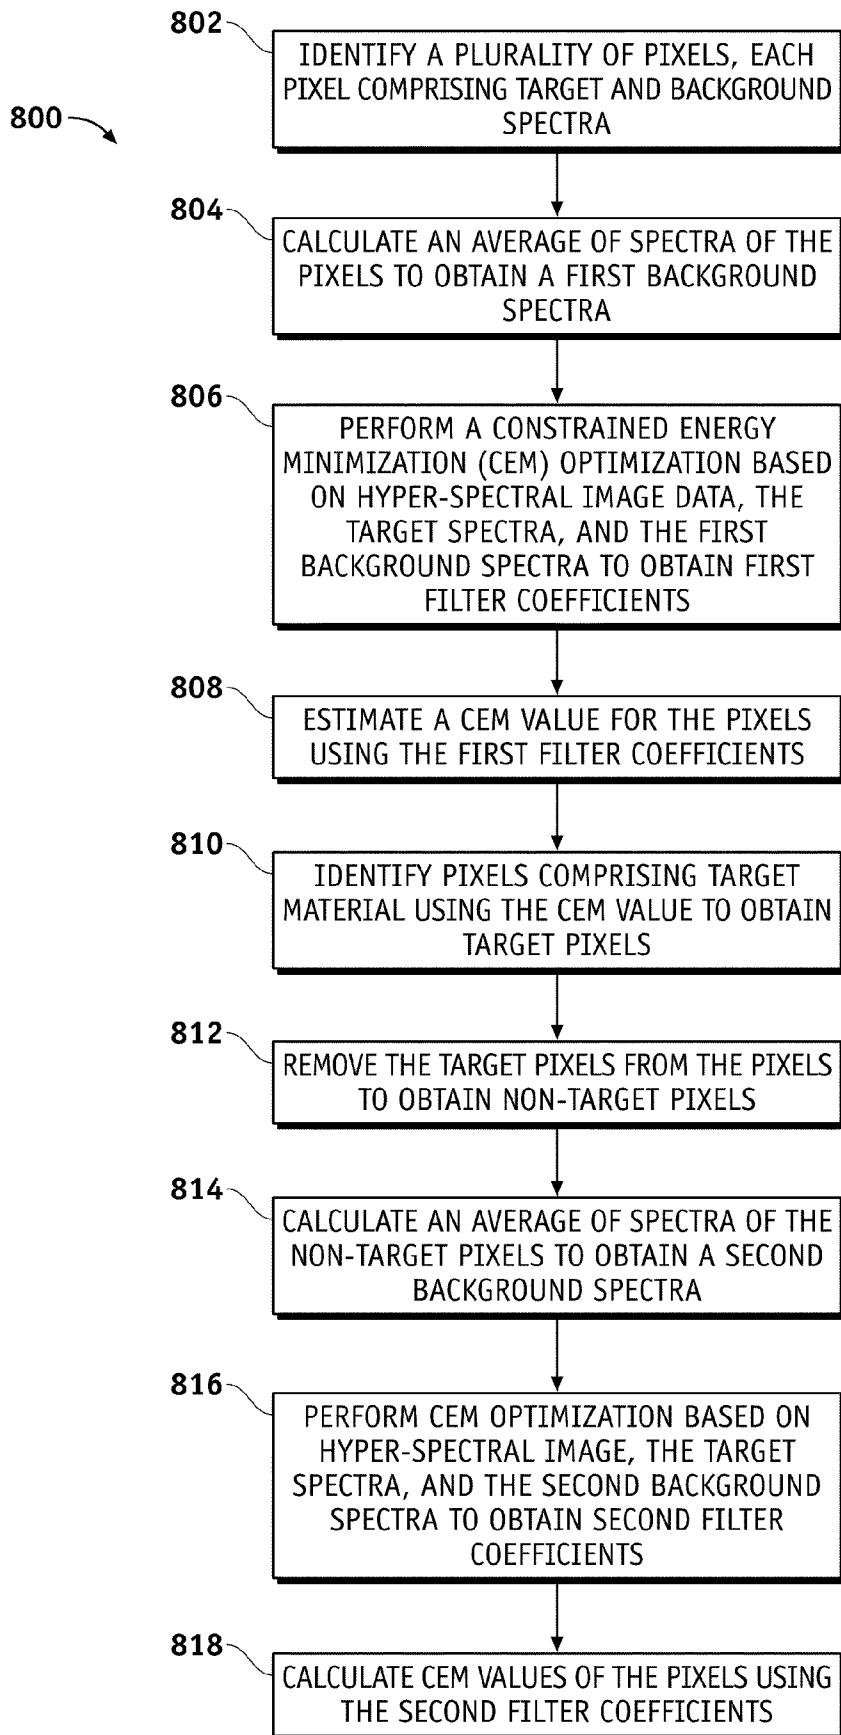 800
802
IDENTIFY A PLURALITY OF PIXELS, EACH
PIXEL COMPRISING TARGET AND BACKGROUND
SPECTRA
804
CALCULATE AN AVERAGE OF SPECTRA OF THE
PIXELS TO OBTAIN A FIRST BACKGROUND
SPECTRA
806
PERFORM A CONSTRAINED ENERGY
MINIMIZATION (CEM) OPTIMIZATION BASED
ON HYPER-SPECTRAL IMAGE DATA, THE
TARGET SPECTRA, AND THE FIRST
BACKGROUND SPECTRA TO OBTAIN FIRST
FILTER COEFFICIENTS
808
ESTIMATE A CEM VALUE FOR THE PIXELS
USING THE FIRST FILTER COEFFICIENTS
810
IDENTIFY PIXELS COMPRISING TARGET
MATERIAL USING THE CEM VALUE TO OBTAIN
TARGET PIXELS
812
REMOVE THE TARGET PIXELS FROM THE PIXELS
TO OBTAIN NON-TARGET PIXELS
814
CALCULATE AN AVERAGE OF SPECTRA OF THE
NON-TARGET PIXELS TO OBTAIN A SECOND
BACKGROUND SPECTRA
816
PERFORM CEM OPTIMIZATION BASED ON
HYPER-SPECTRAL IMAGE, THE TARGET
SPECTRA, AND THE SECOND BACKGROUND
SPECTRA TO OBTAIN SECOND FILTER
COEFFICIENTS
818
CALCULATE CEM VALUES OF THE PIXELS USING
THE SECOND FILTER COEFFICIENTS